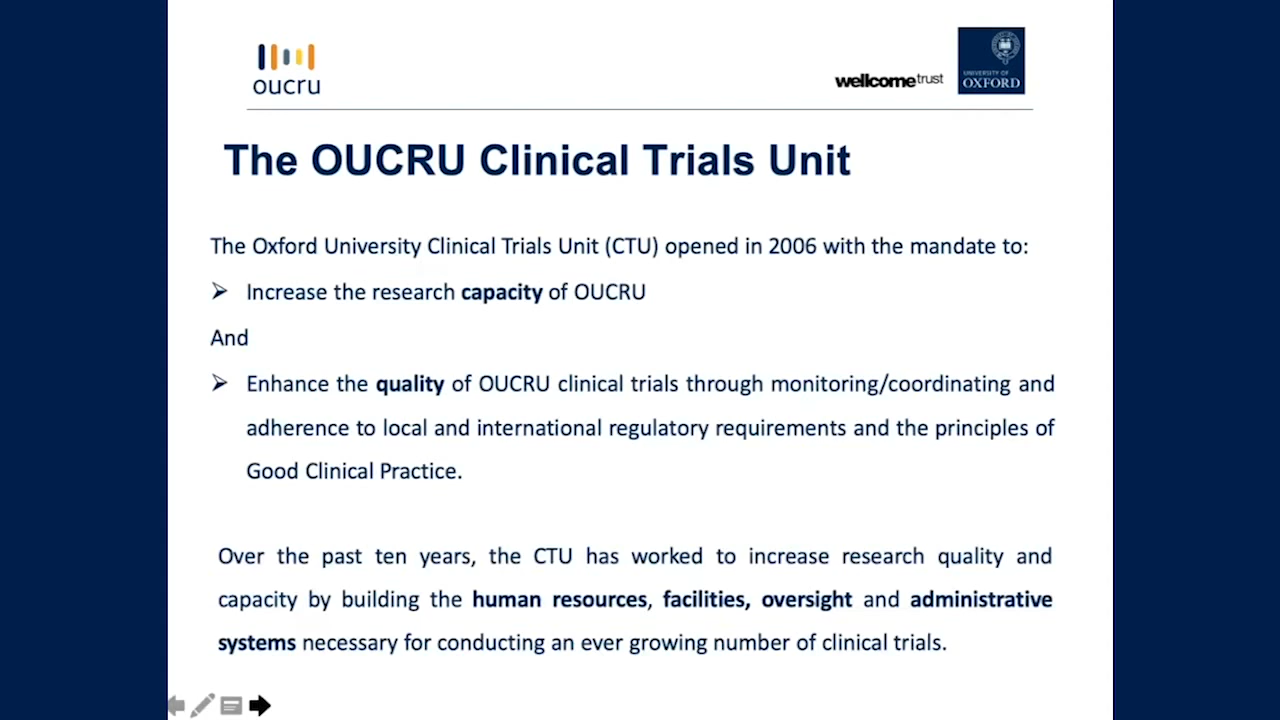 oucru
wellcome trust
UNIVERSITY OF
OXFORD
The OUCRU Clinical Trials Unit
The Oxford University Clinical Trials Unit (CTU) opened in 2006 with the mandate to:
➢ Increase the research capacity of OUCRU
And
➢ Enhance the quality of OUCRU clinical trials through monitoring/coordinating and
adherence to local and international regulatory requirements and the principles of
Good Clinical Practice.
Over the past ten years, the CTU has worked to increase research quality and
capacity by building the human resources, facilities, oversight and administrative
systems necessary for conducting an ever growing number of clinical trials.